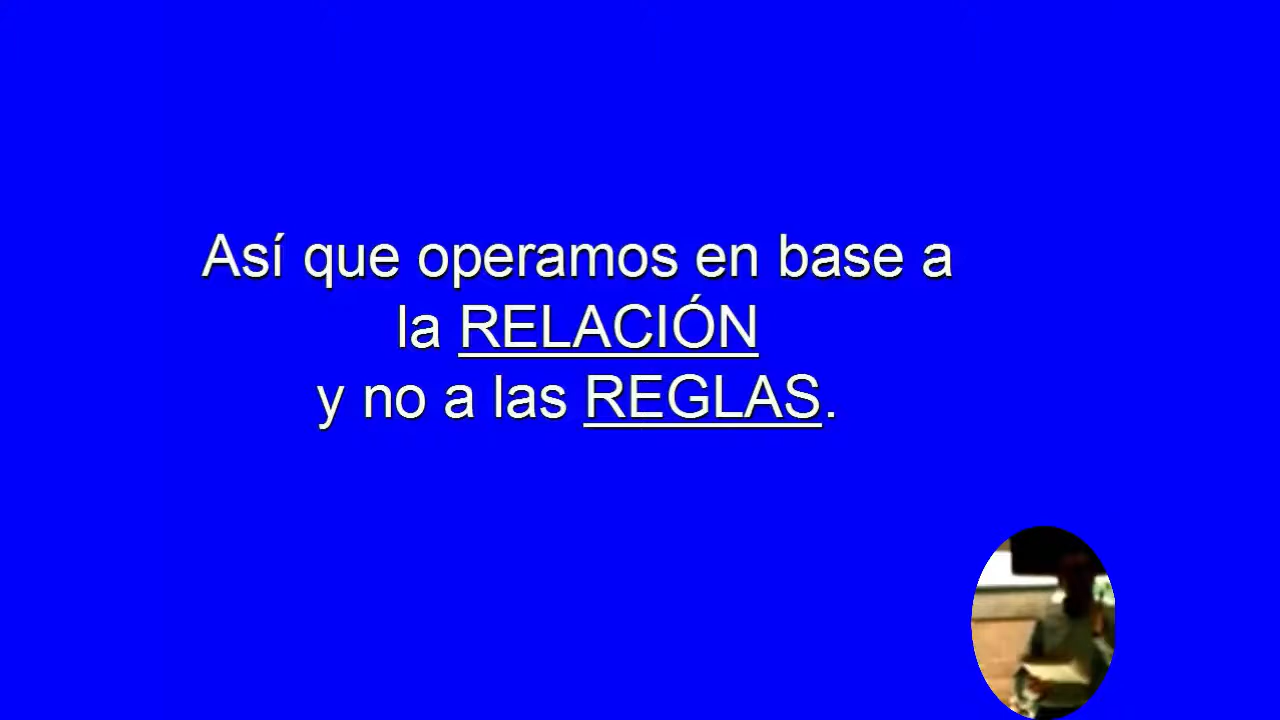 Así que operamos en base a
la RELACIÓN
y no a las REGLAS.